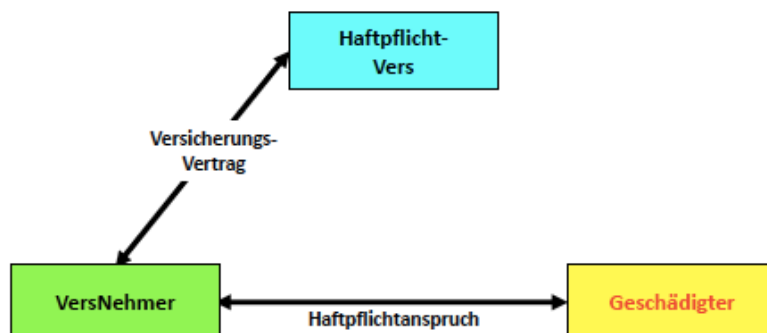 Haftpflicht-
Vers
Versicherungs-
Vertrag
VersNehmer
Geschädigter
Haftpflichtanspruch